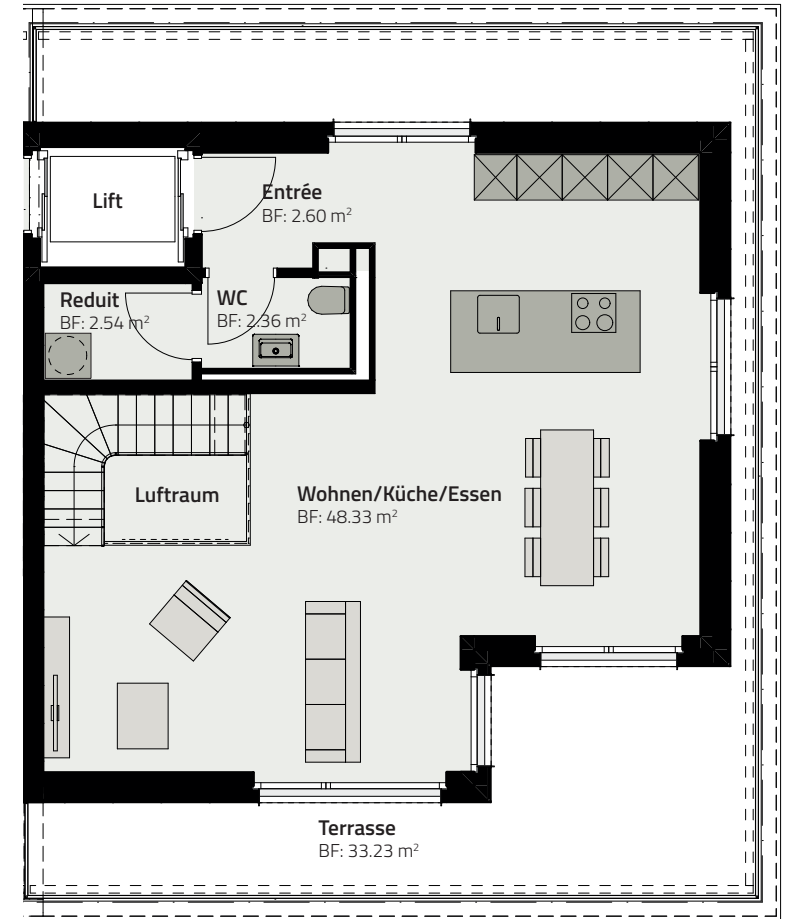 Lift
Entrée
BF: 2.60 m²
Reduit
BF: 2.54 m²
WC
BF: 2.36 m²
Luftraum
Wohnen/Küche/Essen
BF: 48.33 m²
Terrasse
BF: 33.23 m²